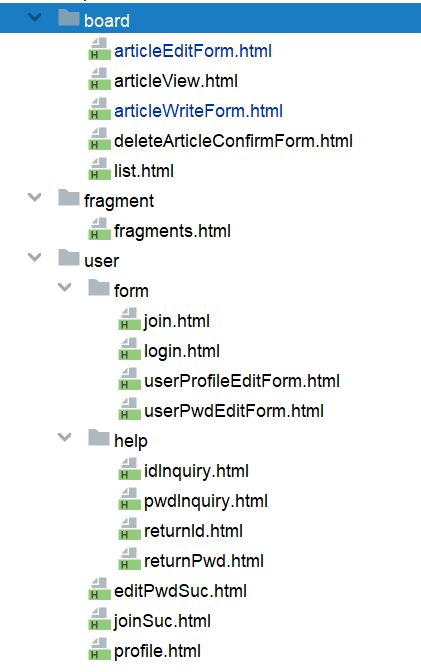 board
articleEditForm.html
articleView.html
articleWriteForm.html
deleteArticleConfirmForm.html
list.html
fragment
fragments.html
user
form
join.html
login.html
userProfileEditForm.html
userPwdEditForm.html
help
idInquiry.html
pwdInquiry.html
returnId.html
returnPwd.html
editPwdSuc.html
joinSuc.html
profile.html